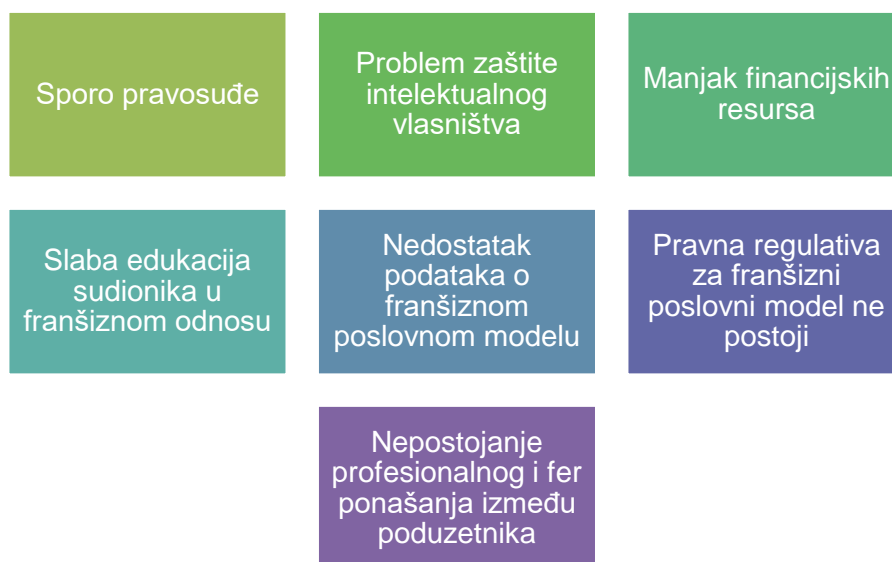 Sporo pravosuđe
Problem zaštite
intelektualnog
vlasništva
Manjak financijskih
resursa
Slaba edukacija
sudionika u
franšiznom odnosu
Nedostatak
podataka o
franšiznom
poslovnom modelu
Pravna regulativa
za franšizni
poslovni model ne
postoji
Nepostojanje
profesionalnog i fer
ponašanja između
poduzetnika